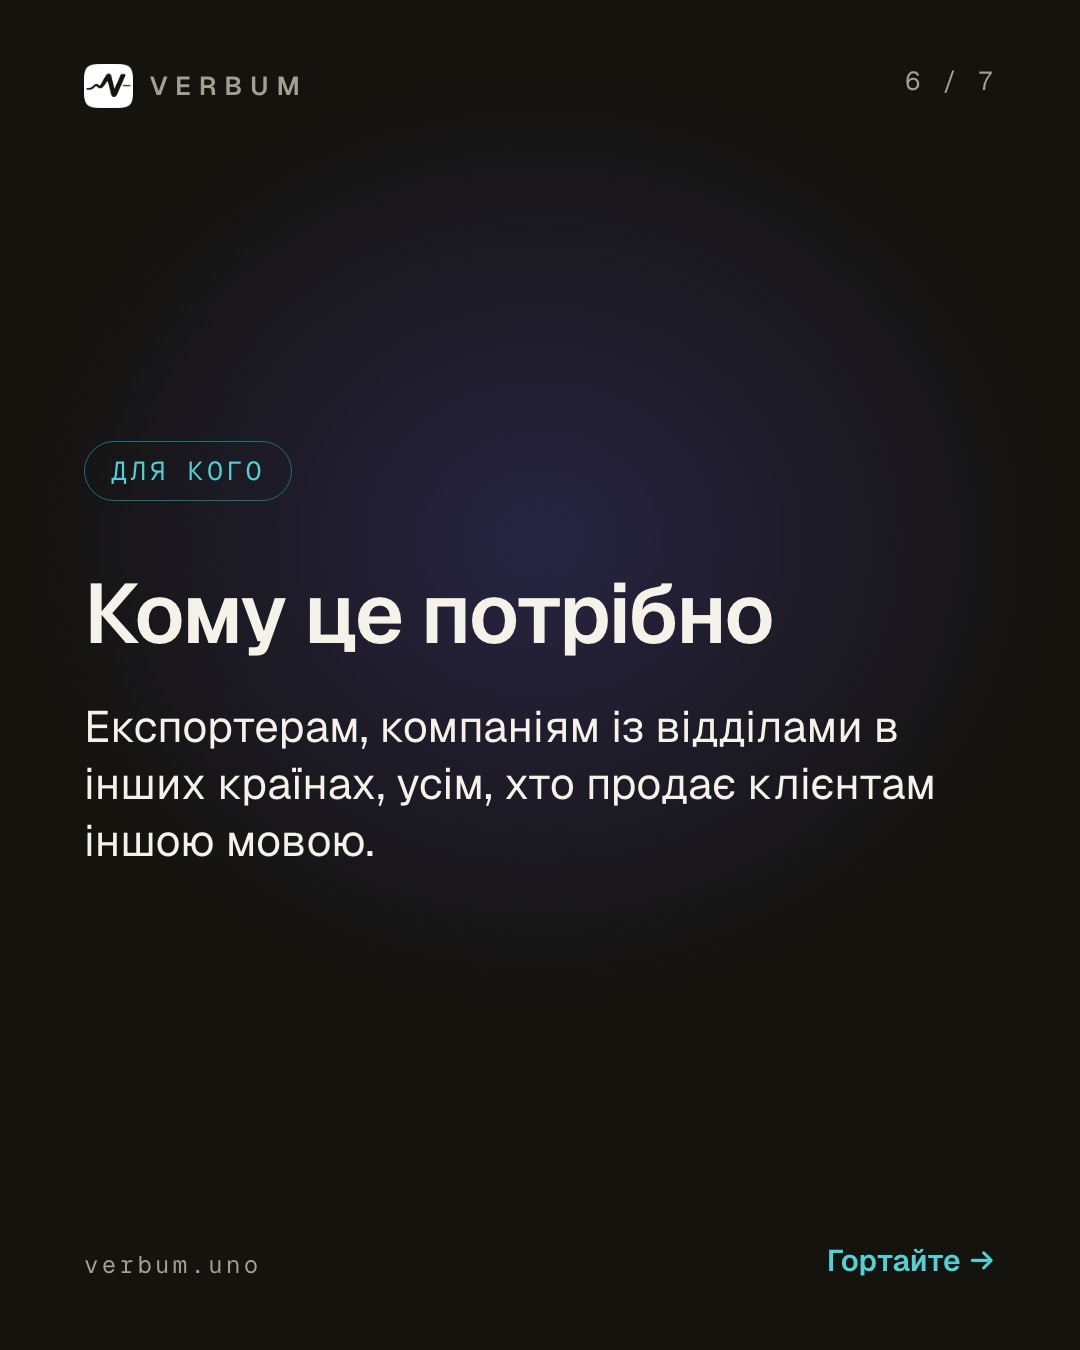 VERBUM
6 / 7
ДЛЯ КОГО
Кому це потрібно
Експортерам, компаніям із відділами в
інших країнах, усім, хто продає клієнтам
іншою мовою.
verbum.uno
Гортайте →